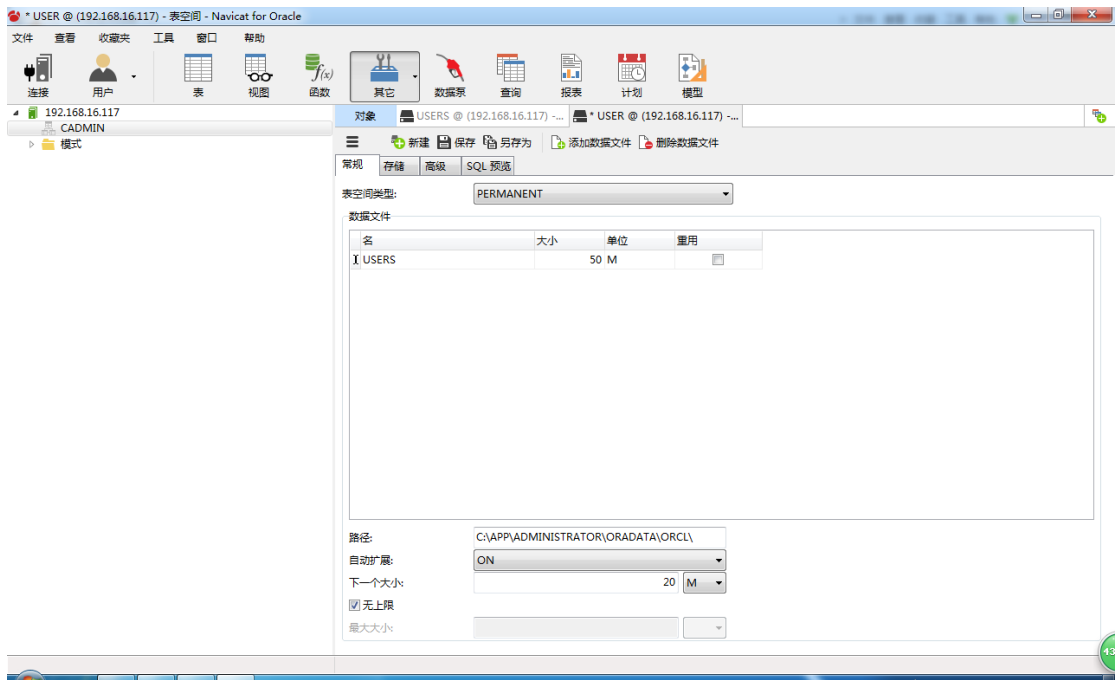 * USER @ (192.168.16.117) - 表空间 - Navicat for Oracle
文件 查看 收藏夹 工具 窗口 帮助
f(x)
连接 用户 表 视图 函数 其它 数据泵 查询 报表 计划 模型
192.168.16.117
CADMIN
模式
对象 USERS @ (192.168.16.117) -... * USER @ (192.168.16.117) -...
新建 保存 另存为 添加数据文件 删除数据文件
常规 存储 高级 SQL 预览
表空间类型: PERMANENT
数据文件
名 大小 单位 重用
USERS 50 M
路径: C:\APP\ADMINISTRATOR\ORADATA\ORCL\
自动扩展: ON
下一个大小: 20 M
无上限
最大大小: